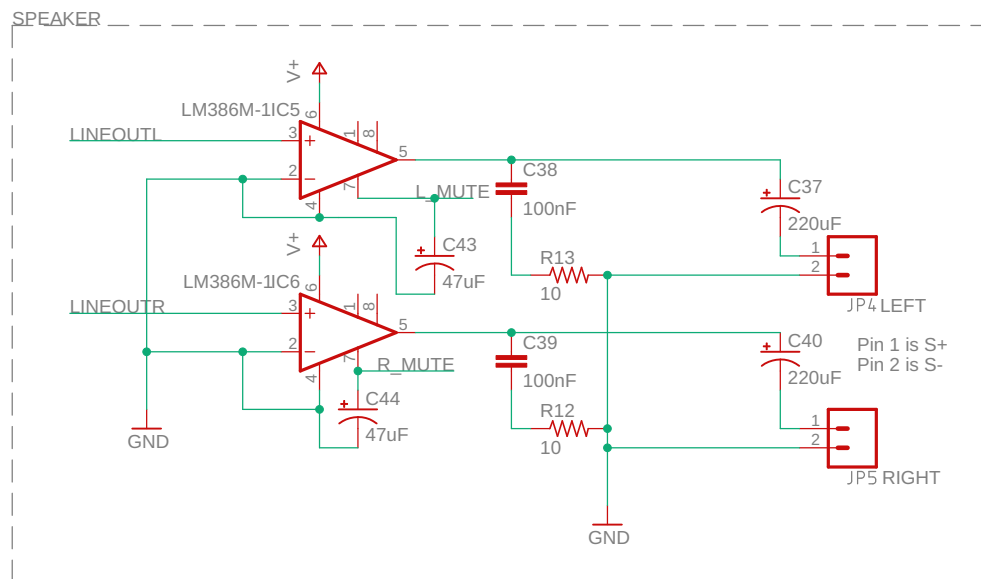 SPEAKER
V+
LM386M-1IC5
6
1
8
LINEOUTL
3
5
2
7
4
L_MUTE
C38
100nF
C37
220uF
V+
C43
47uF
R13
10
1
2
JP4 LEFT
LM386M-1IC6
6
1
8
LINEOUTR
3
5
2
7
4
R_MUTE
C39
100nF
C40
220uF
Pin 1 is S+
Pin 2 is S-
C44
47uF
R12
10
1
2
JP5 RIGHT
GND
GND